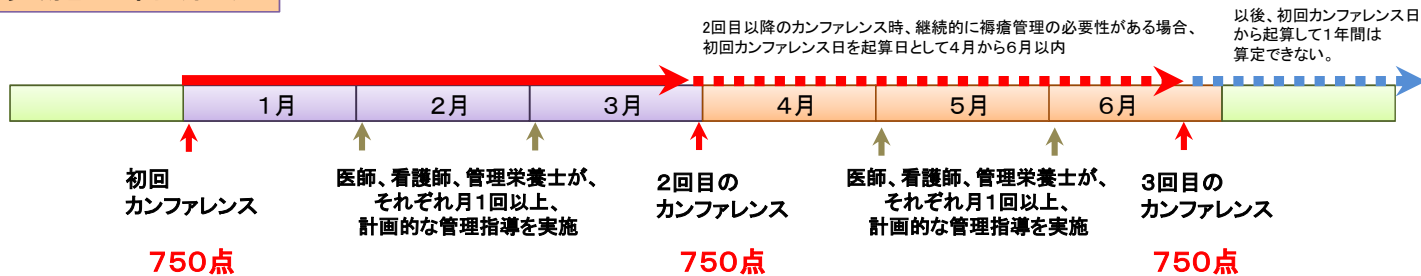 2回目以降のカンファレンス時、継続的に褥瘡管理の必要性がある場合、
初回カンファレンス日を起算日として4月から6月以内
以後、初回カンファレンス日
から起算して1年間は
算定できない。
1月
2月
3月
4月
5月
6月
初回
カンファレンス
750点
医師、看護師、管理栄養士が、
それぞれ月1回以上、
計画的な管理指導を実施
2回目の
カンファレンス
750点
医師、看護師、管理栄養士が、
それぞれ月1回以上、
計画的な管理指導を実施
3回目の
カンファレンス
750点